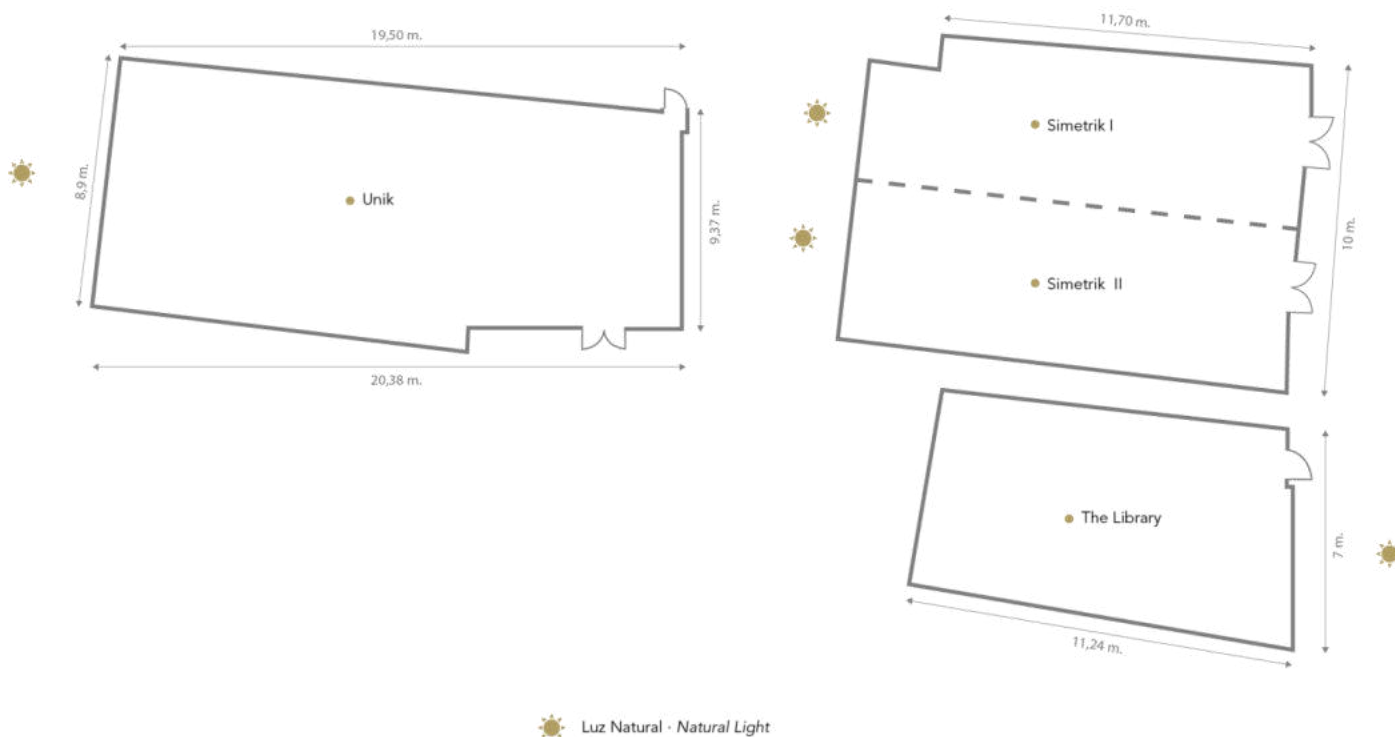 19,50 m.
8,9 m.
Unik
9,37 m.
20,38 m.
11,70 m.
Simetrik I
10 m.
Simetrik II
The Library
7 m.
11,24 m.
Luz Natural · Natural Light